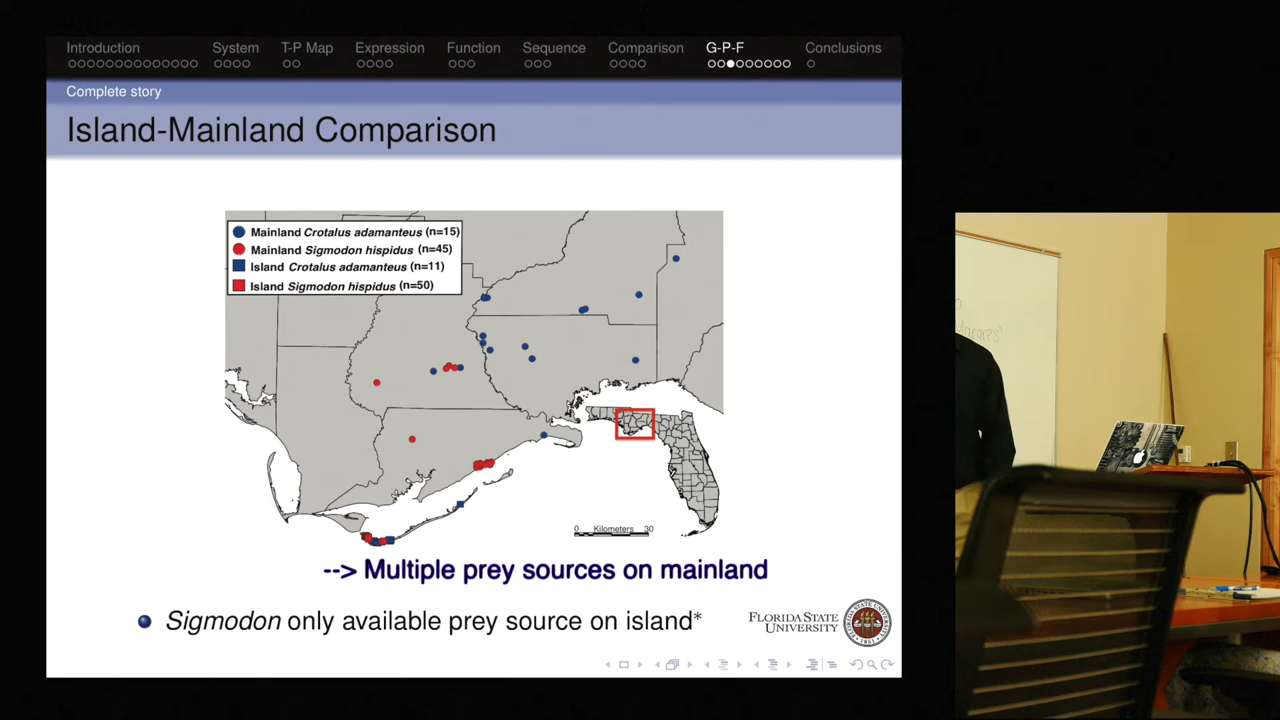 Introduction
System
T-P Map
Expression
Function
Sequence
Comparison
G-P-F
Conclusions
Complete story
Island-Mainland Comparison
Mainland Crotalus adamanteus (n=15)
Mainland Sigmodon hispidus (n=45)
Island Crotalus adamanteus (n=11)
Island Sigmodon hispidus (n=50)
0 Kilometers 30
--> Multiple prey sources on mainland
Sigmodon only available prey source on island*
FLORIDA STATE
UNIVERSITY
1851